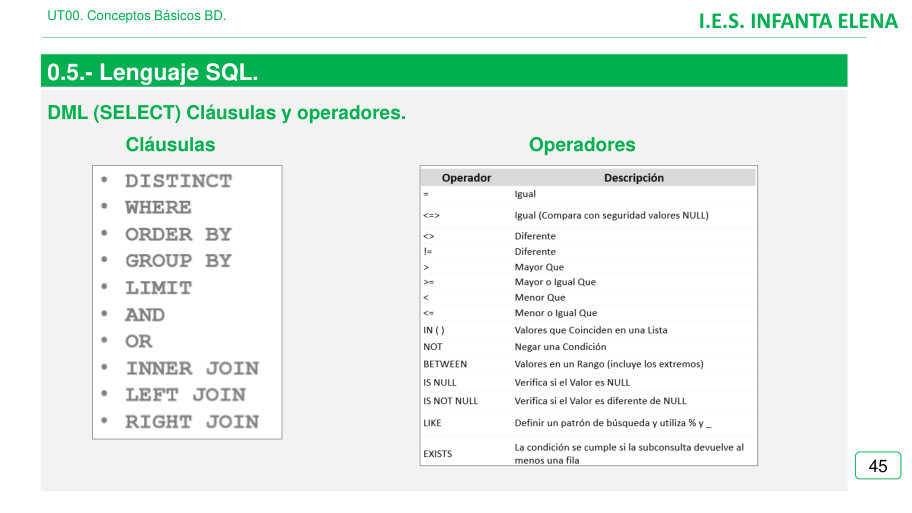 UT00. Conceptos Básicos BD.
I.E.S. INFANTA ELENA
0.5.- Lenguaje SQL.
DML (SELECT) Cláusulas y operadores.
Cláusulas
• DISTINCT
• WHERE
• ORDER BY
• GROUP BY
• LIMIT
• AND
• OR
• INNER JOIN
• LEFT JOIN
• RIGHT JOIN
Operadores
Operador Descripción
= Igual
<=> Igual (Compara con seguridad valores NULL)
<> Diferente
!= Diferente
> Mayor Que
>= Mayor o Igual Que
< Menor Que
<= Menor o Igual Que
IN ( ) Valores que Coinciden en una Lista
NOT Negar una Condición
BETWEEN Valores en un Rango (incluye los extremos)
IS NULL Verifica si el Valor es NULL
IS NOT NULL Verifica si el Valor es diferente de NULL
LIKE Definir un patrón de búsqueda y utiliza % y _
EXISTS La condición se cumple si la subconsulta devuelve al
menos una fila
45